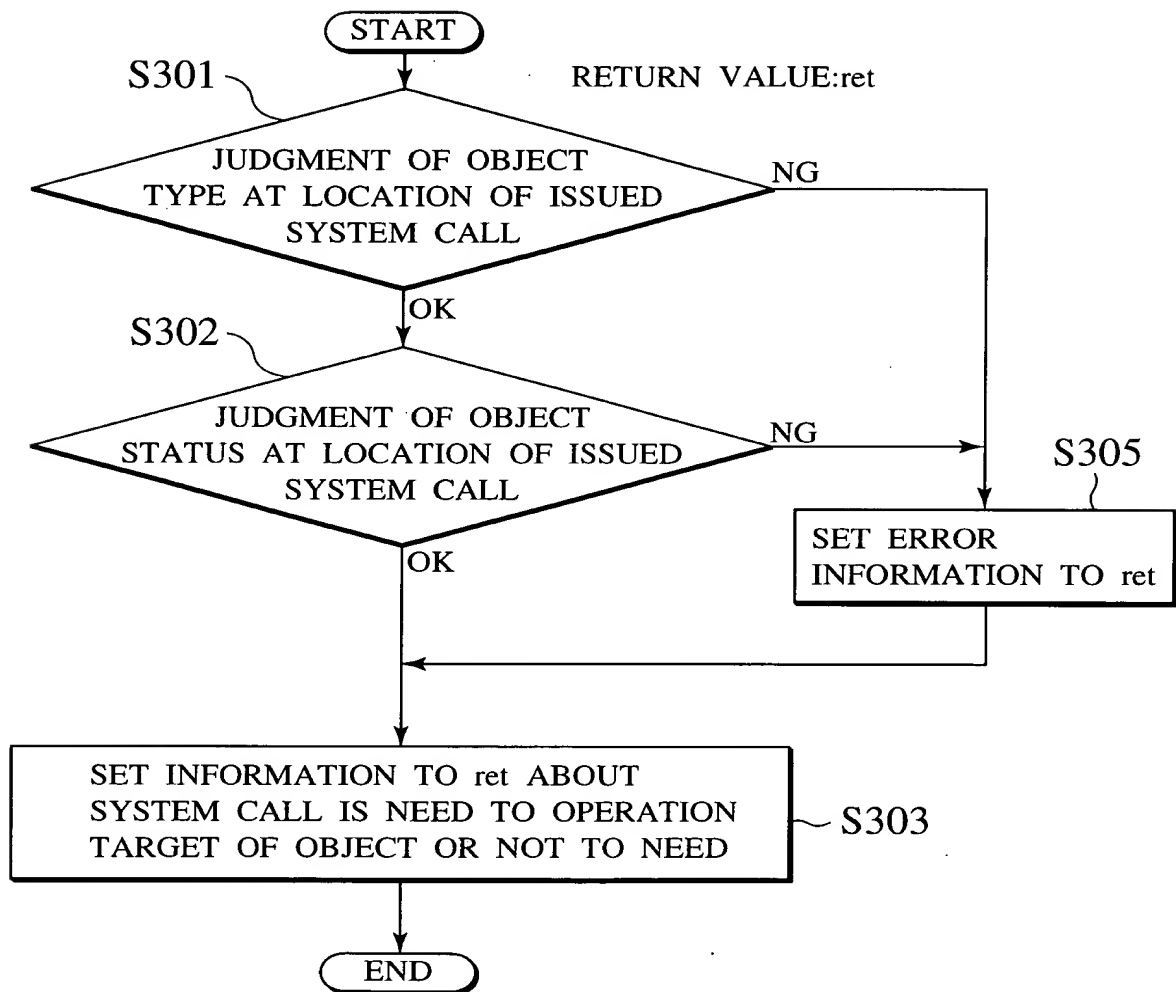 START
S301
RETURN VALUE:ret
JUDGMENT OF OBJECT
TYPE AT LOCATION OF ISSUED
SYSTEM CALL
NG
OK
S302
JUDGMENT OF OBJECT
STATUS AT LOCATION OF ISSUED
SYSTEM CALL
NG
OK
S305
SET ERROR
INFORMATION TO ret
SET INFORMATION TO ret ABOUT
SYSTEM CALL IS NEED TO OPERATION
TARGET OF OBJECT OR NOT TO NEED
S303
END